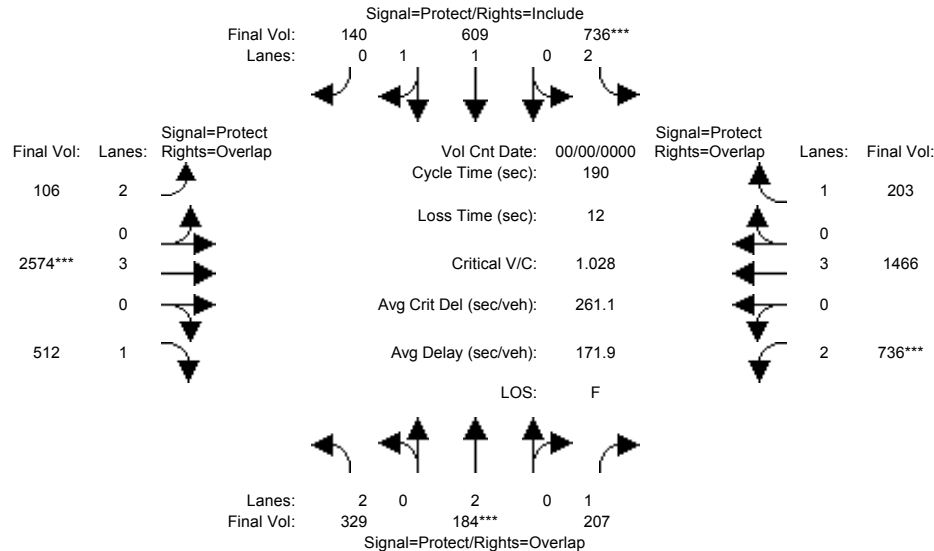 Signal=Protect/Rights=Include
Final Vol: 140 609 736***
Lanes: 0 1 1 0 2
Signal=Protect
Final Vol: Lanes: Rights=Overlap
Vol Cnt Date: 00/00/0000
Signal=Protect
Rights=Overlap Lanes: Final Vol:
Cycle Time (sec): 190
106 2
1 203
Loss Time (sec): 12
0
0
2574*** 3
Critical V/C: 1.028
3 1466
0
Avg Crit Del (sec/veh): 261.1
0
512 1
Avg Delay (sec/veh): 171.9
2 736***
LOS: F
Lanes: 2 0 2 0 1
Final Vol: 329 184*** 207
Signal=Protect/Rights=Overlap